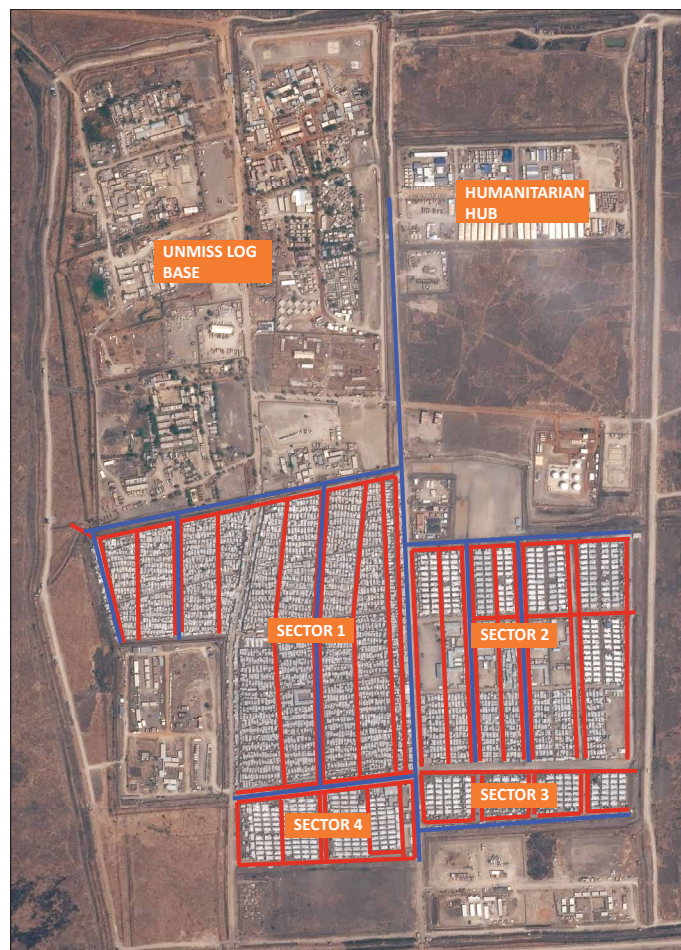 HUMANITARIAN
HUB
UNMISS LOG
BASE
SECTOR 1
SECTOR 2
SECTOR 3
SECTOR 4